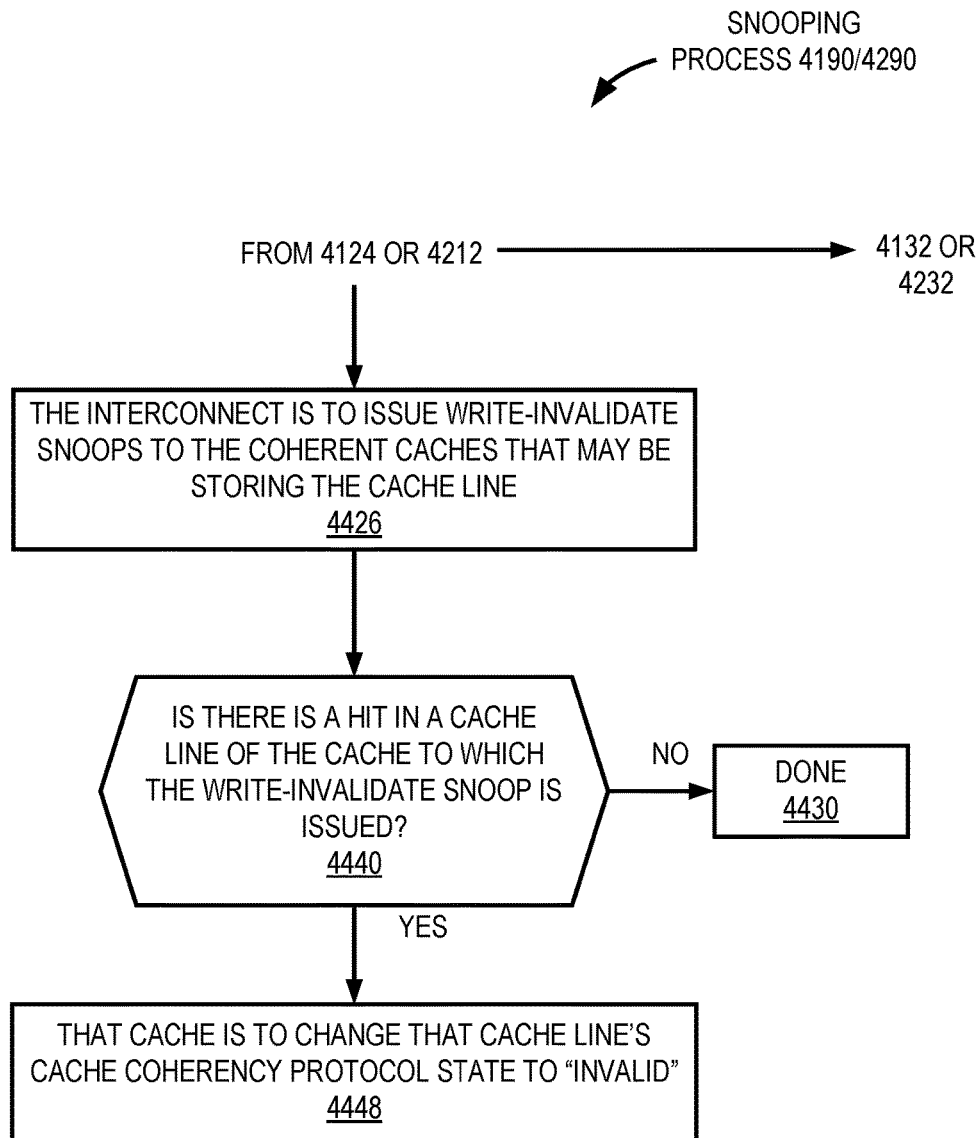 SNOOPING
PROCESS 4190/4290
FROM 4124 OR 4212
4132 OR
4232
THE INTERCONNECT IS TO ISSUE WRITE-INVALIDATE
SNOOPS TO THE COHERENT CACHES THAT MAY BE
STORING THE CACHE LINE
4426
IS THERE IS A HIT IN A CACHE
LINE OF THE CACHE TO WHICH
THE WRITE-INVALIDATE SNOOP IS
ISSUED?
4440
NO
DONE
4430
YES
THAT CACHE IS TO CHANGE THAT CACHE LINE’S
CACHE COHERENCY PROTOCOL STATE TO “INVALID”
4448